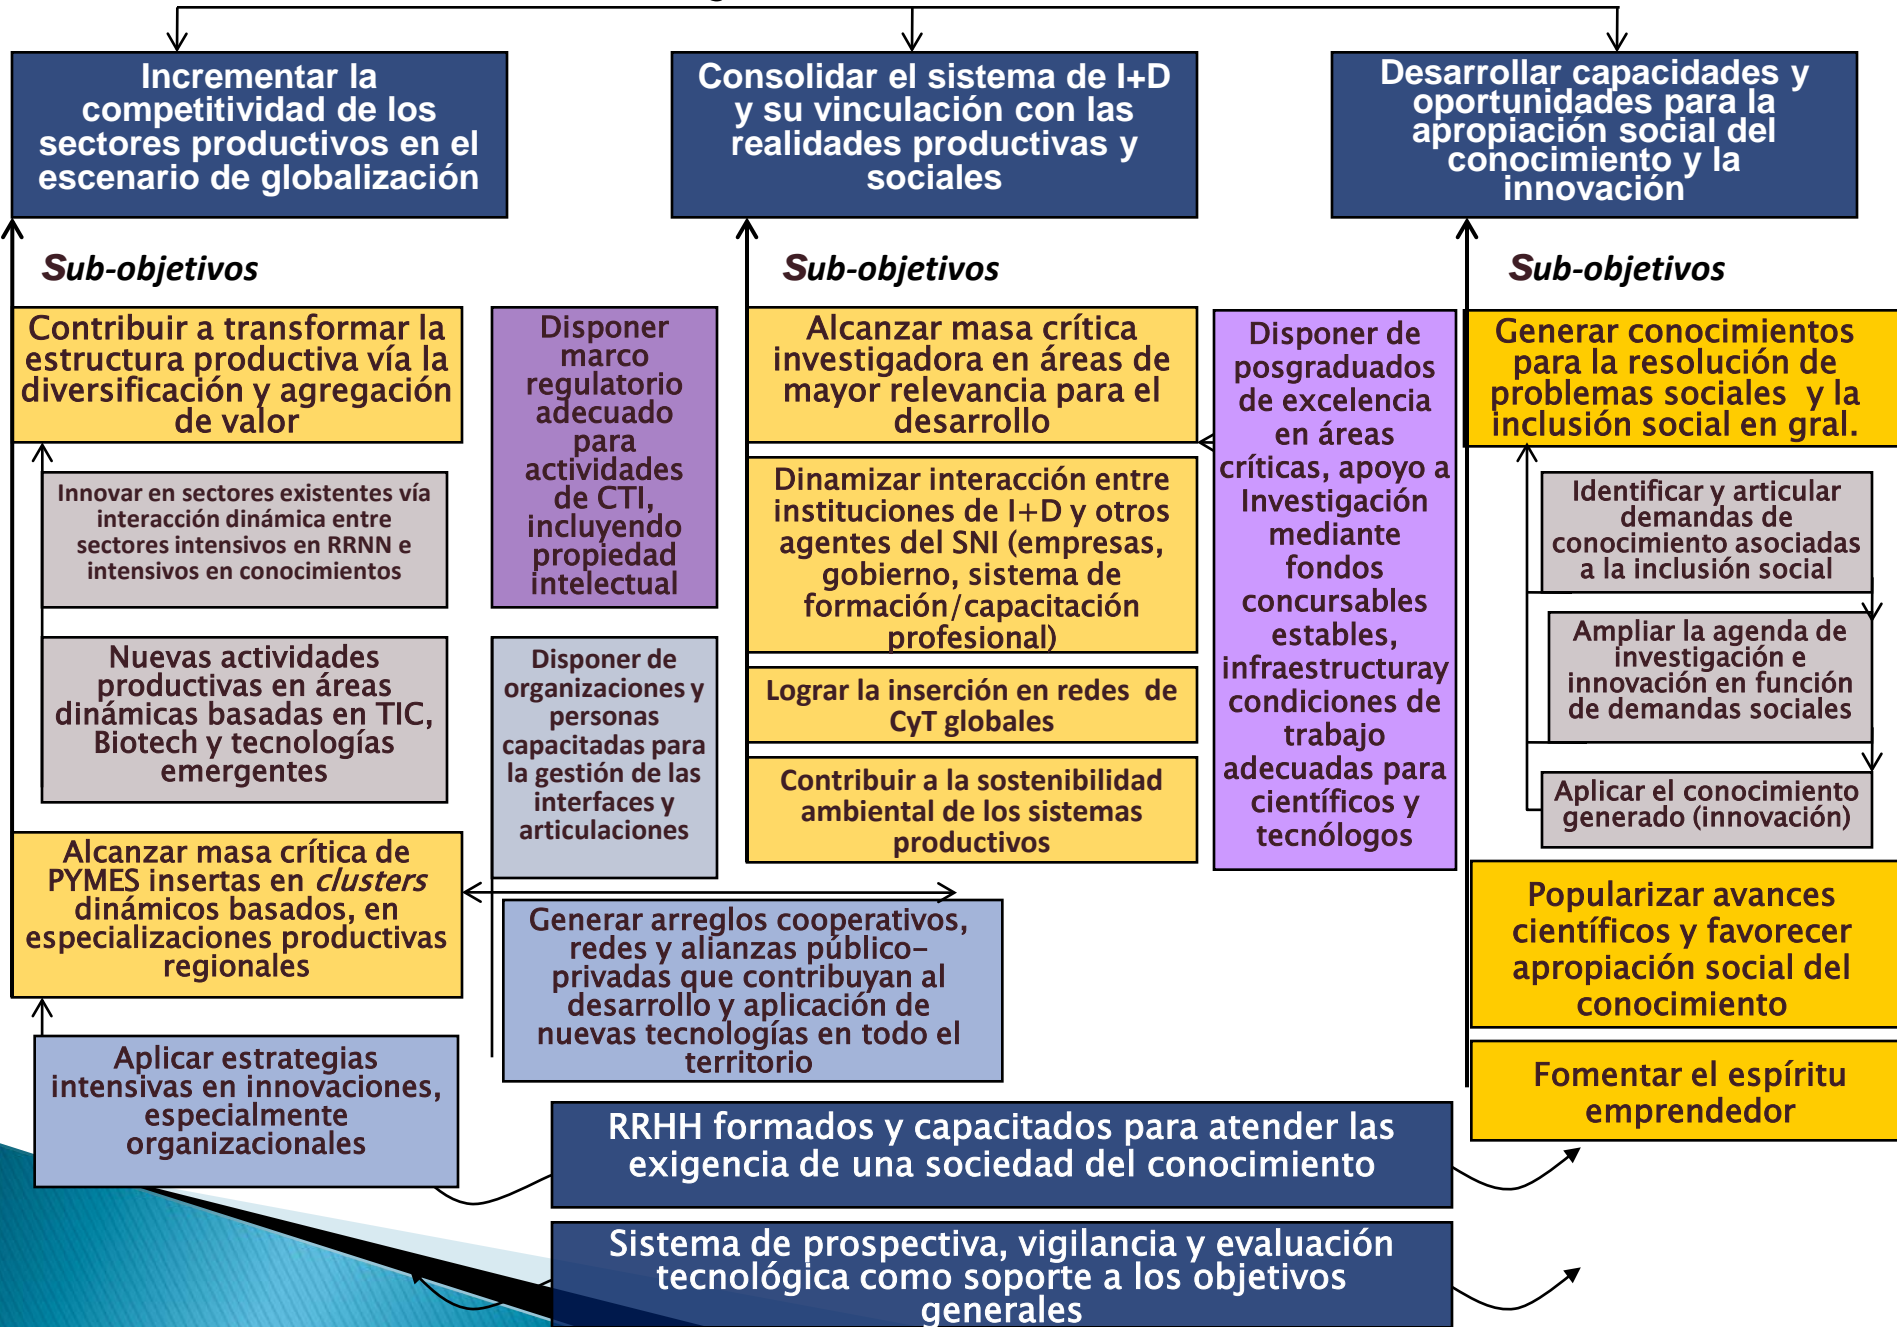 Incrementar la
competitividad de los
sectores productivos en el
escenario de globalización
Consolidar el sistema de I+D
y su vinculación con las
realidades productivas y
sociales
Desarrollar capacidades y
oportunidades para la
apropiación social del
conocimiento y la
innovación
Sub-objetivos
Sub-objetivos
Sub-objetivos
Contribuir a transformar la
estructura productiva vía la
diversificación y agregación
de valor
Innovar en sectores existentes vía
interacción dinámica entre
sectores intensivos en RRNN e
intensivos en conocimientos
Nuevas actividades
productivas en áreas
dinámicas basadas en TIC,
Biotech y tecnologías
emergentes
Alcanzar masa crítica de
PYMES insertas en clusters
dinámicos basados, en
especializaciones productivas
regionales
Aplicar estrategias
intensivas en innovaciones,
especialmente
organizacionales
Disponer
marco
regulatorio
adecuado
para
actividades
de CTI,
incluyendo
propiedad
intelectual
Disponer de
organizaciones y
personas
capacitadas para
la gestión de las
interfaces y
articulaciones
Generar arreglos cooperativos,
redes y alianzas público-
privadas que contribuyan al
desarrollo y aplicación de
nuevas tecnologías en todo el
territorio
Alcanzar masa crítica
investigadora en áreas de
mayor relevancia para el
desarrollo
Dinamizar interacción entre
instituciones de I+D y otros
agentes del SNI (empresas,
gobierno, sistema de
formación/capacitación
profesional)
Lograr la inserción en redes de
CyT globales
Contribuir a la sostenibilidad
ambiental de los sistemas
productivos
Disponer de
posgraduados
de excelencia
en áreas
críticas, apoyo a
Investigación
mediante
fondos
concursables
estables,
infraestructuray
condiciones de
trabajo
adecuadas para
científicos y
tecnólogos
Generar conocimientos
para la resolución de
problemas sociales y la
inclusión social en gral.
Identificar y articular
demandas de
conocimiento asociadas
a la inclusión social
Ampliar la agenda de
investigación e
innovación en función
de demandas sociales
Aplicar el conocimiento
generado (innovación)
Popularizar avances
científicos y favorecer
apropiación social del
conocimiento
Fomentar el espíritu
emprendedor
RRHH formados y capacitados para atender las
exigencia de una sociedad del conocimiento
Sistema de prospectiva, vigilancia y evaluación
tecnológica como soporte a los objetivos
generales